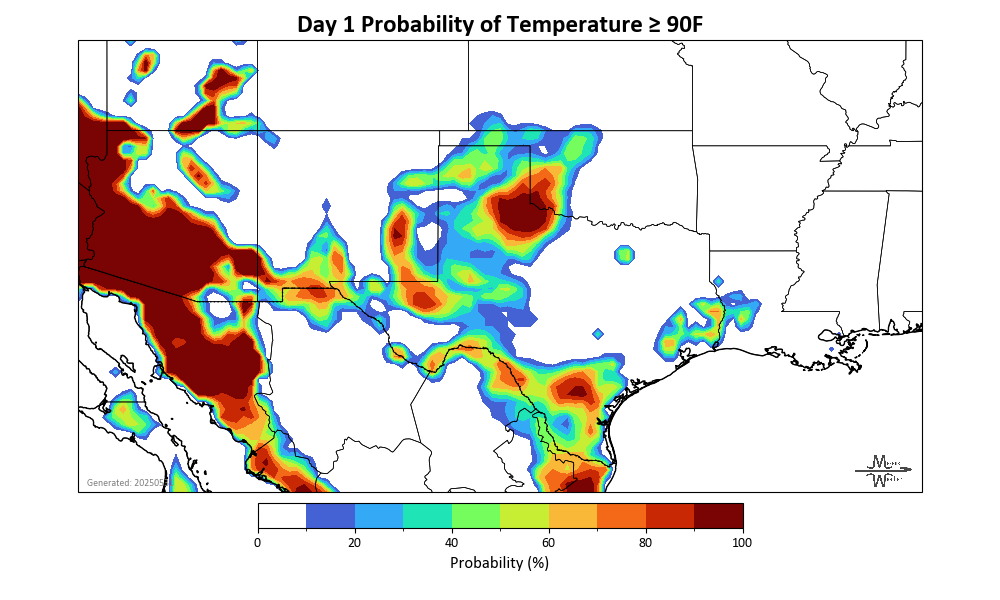 Day 1 Probability of Temperature ≥ 90F
Generated: 202505
0 20 40 60 80 100
Probability (%)